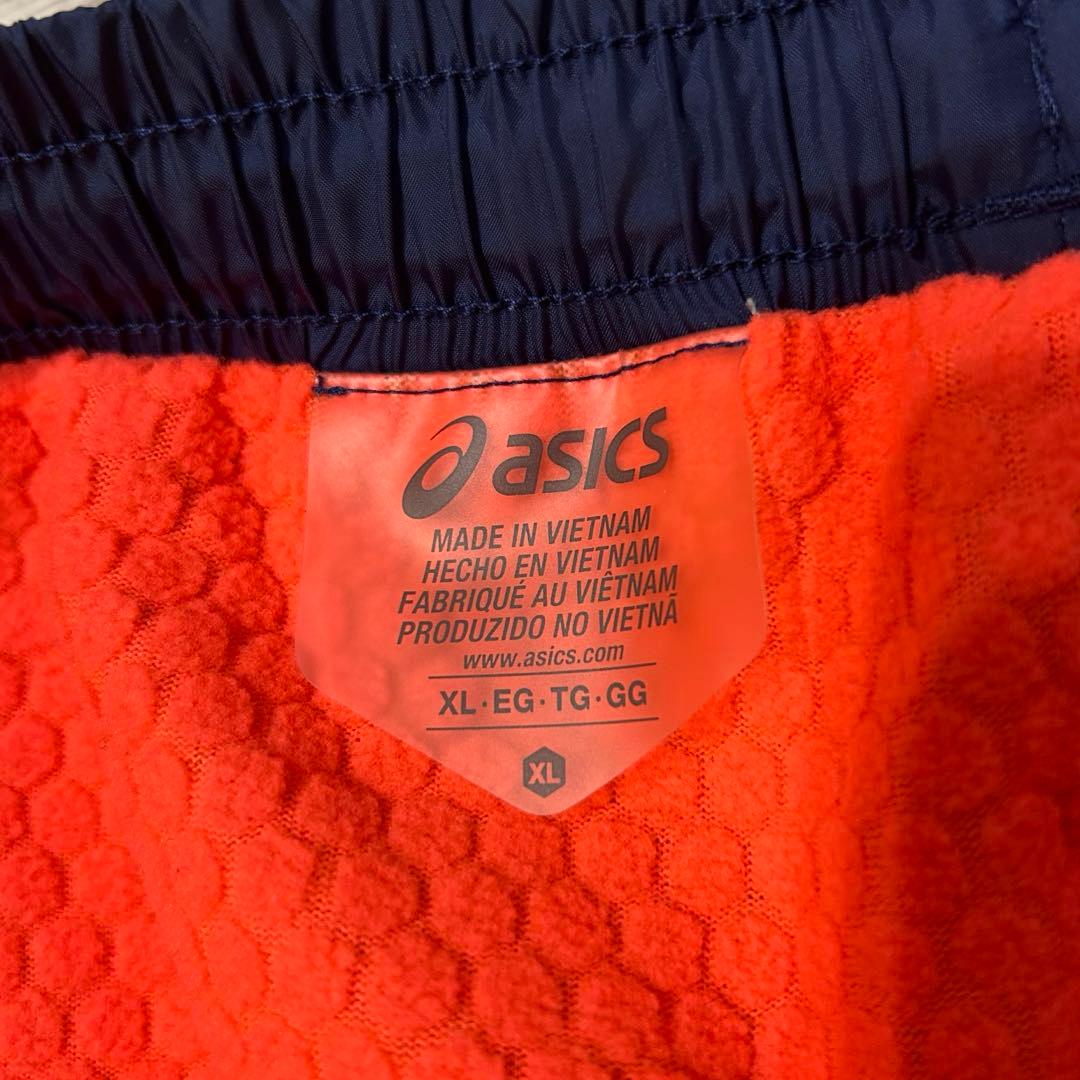 asics
MADE IN VIETNAM
HECHO EN VIETNAM
FABRIQUÉ AU VIÊTNAM
PRODUZIDO NO VIETNÃ
www.asics.com
XL·EG·TG·GG
XL